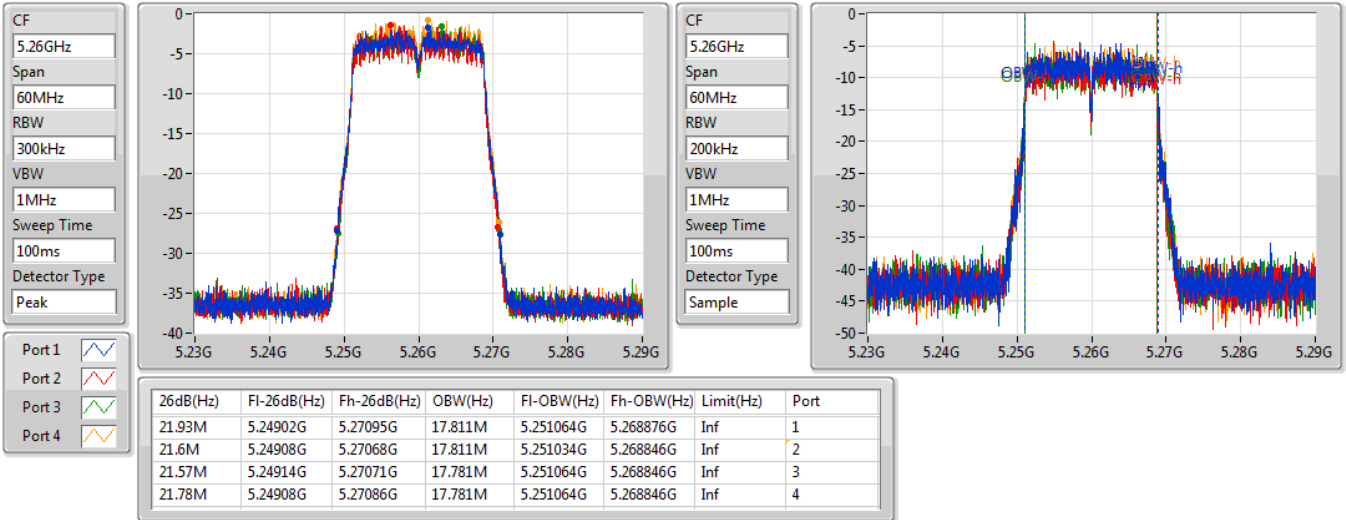 CF
5.26GHz
Span
60MHz
RBW
300kHz
VBW
1MHz
Sweep Time
100ms
Detector Type
Peak
0
-5
-10
-15
-20
-25
-30
-35
-40
5.23G 5.24G 5.25G 5.26G 5.27G 5.28G 5.29G
CF
5.26GHz
Span
60MHz
RBW
200kHz
VBW
1MHz
Sweep Time
100ms
Detector Type
Sample
0
-5
-10
-15
-20
-25
-30
-35
-40
-45
-50
5.23G 5.24G 5.25G 5.26G 5.27G 5.28G 5.29G
Port 1
Port 2
Port 3
Port 4
26dB(Hz) Fl-26dB(Hz) Fh-26dB(Hz) OBW(Hz) Fl-OBW(Hz) Fh-OBW(Hz) Limit(Hz) Port
21.93M 5.24902G 5.27095G 17.811M 5.251064G 5.268876G Inf 1
21.6M 5.24908G 5.27068G 17.811M 5.251034G 5.268846G Inf 2
21.57M 5.24914G 5.27071G 17.781M 5.251064G 5.268846G Inf 3
21.78M 5.24908G 5.27086G 17.781M 5.251064G 5.268846G Inf 4